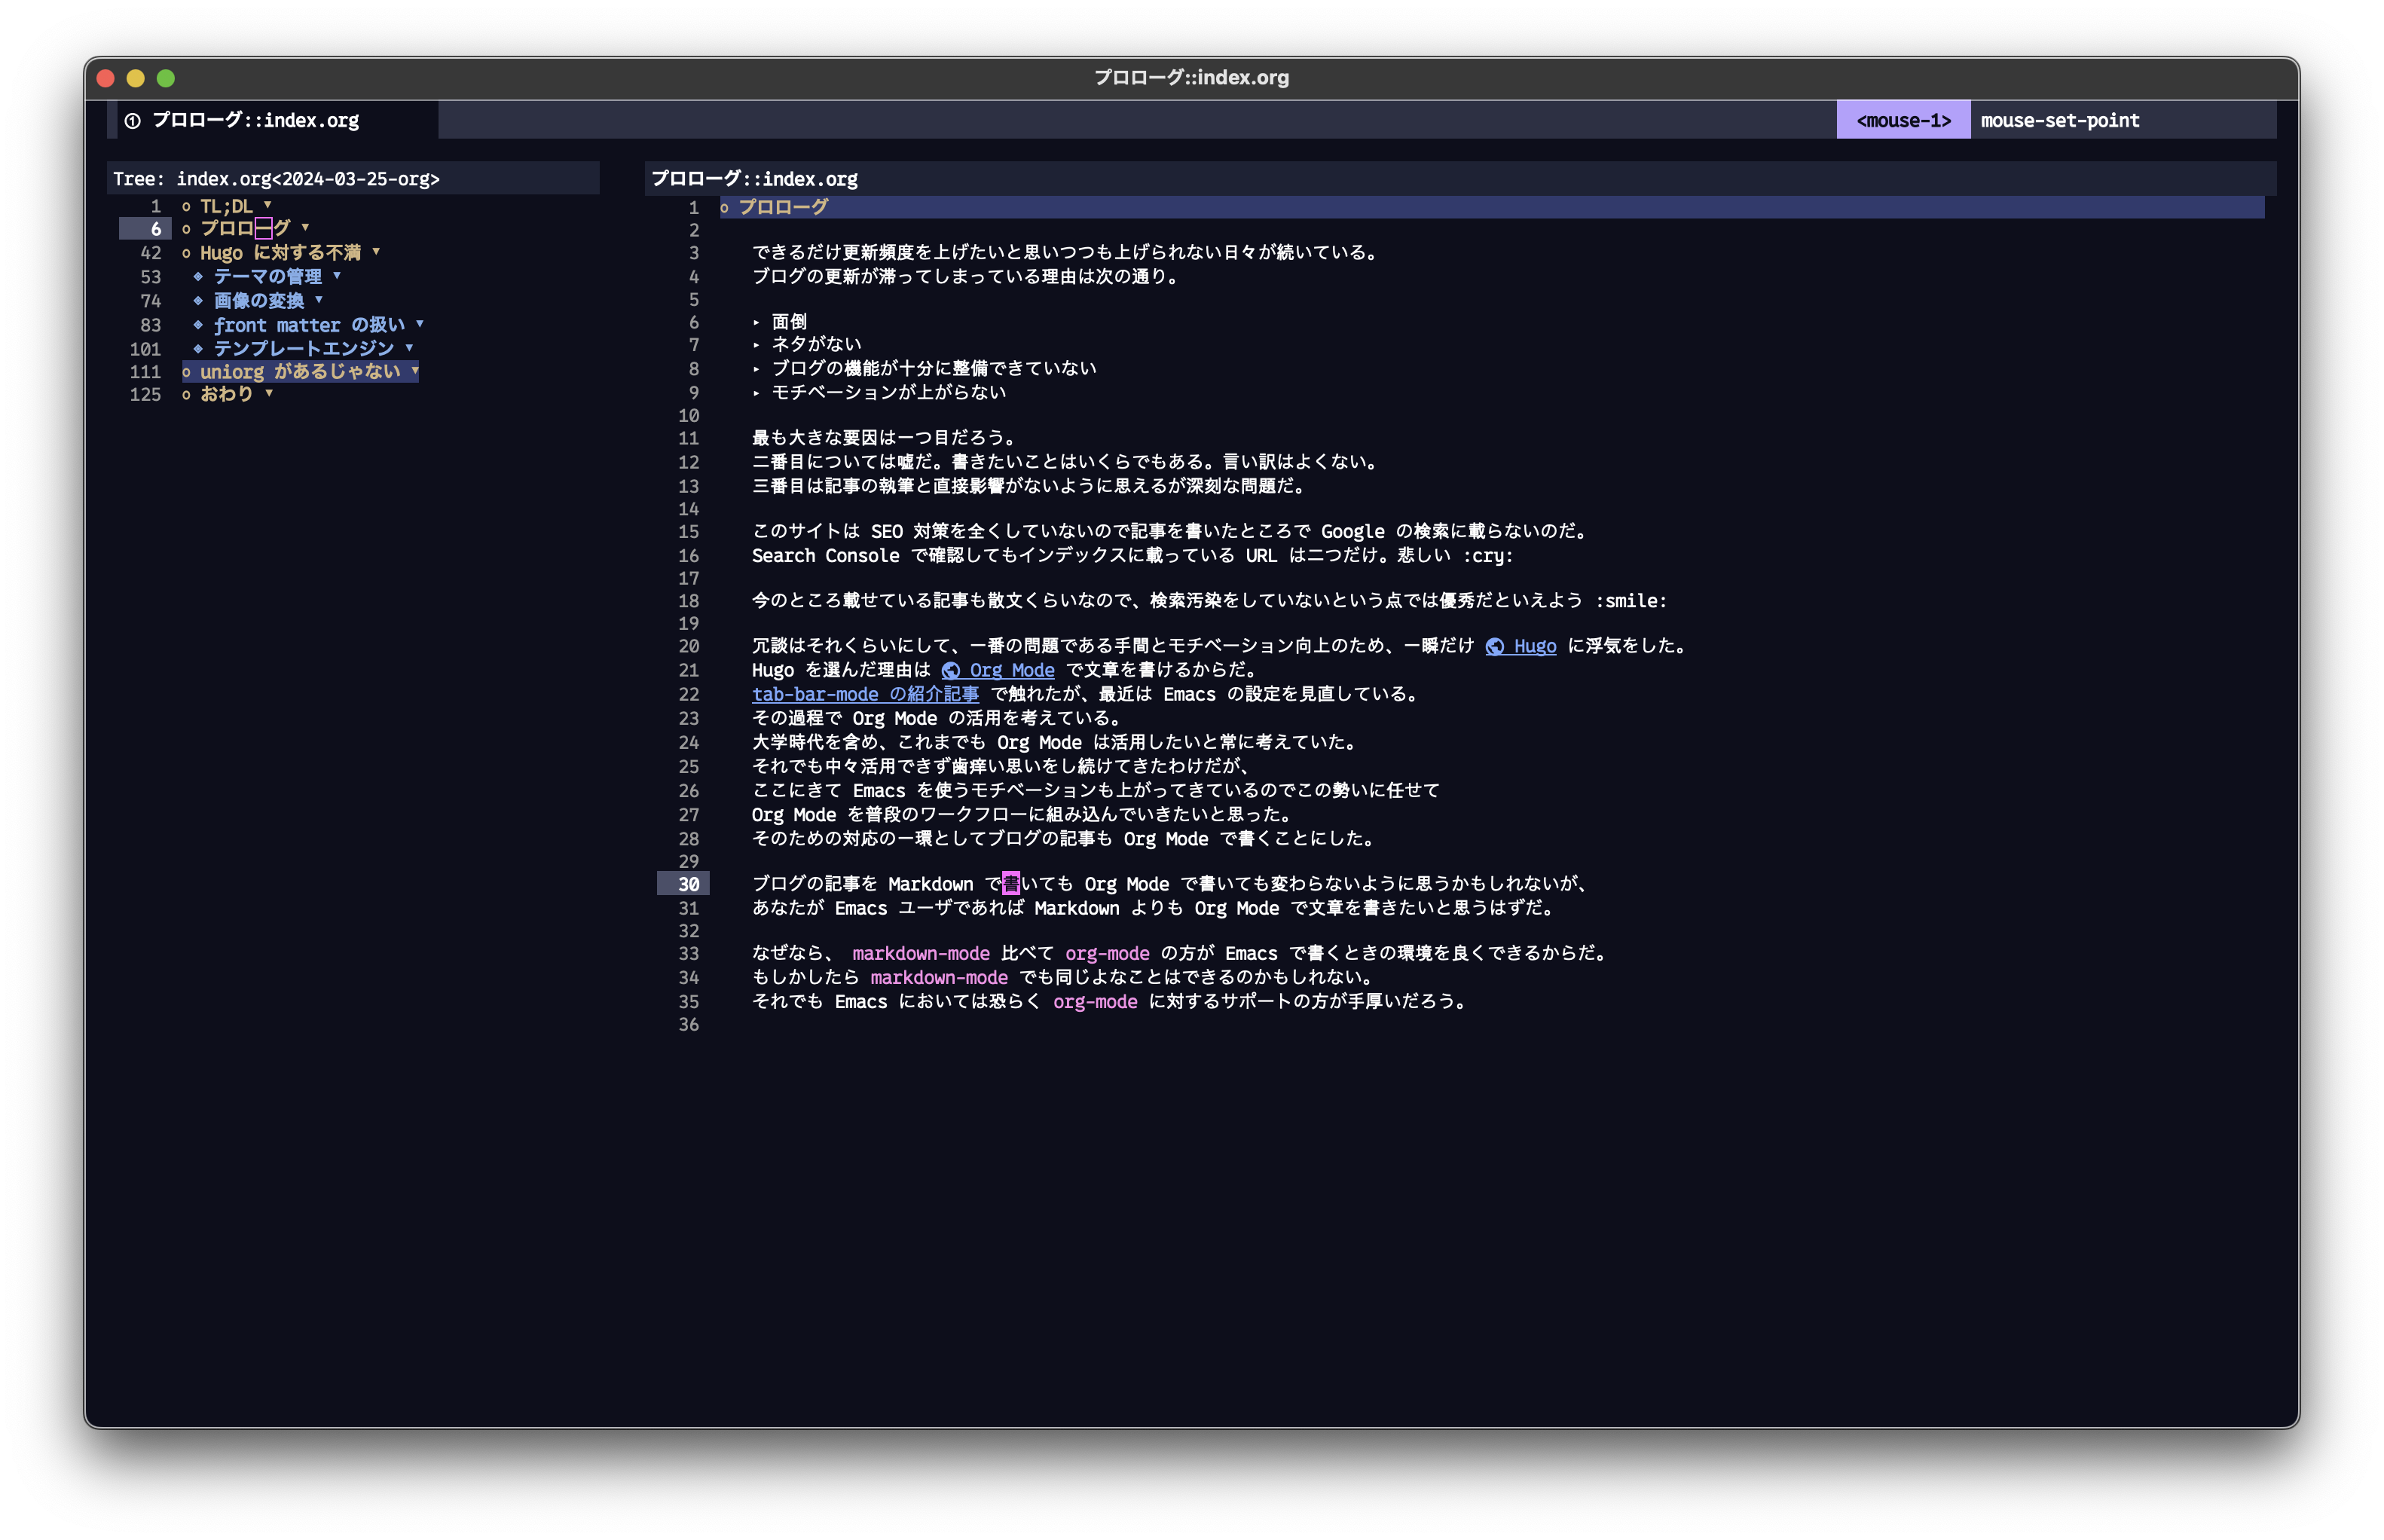 プロローグ::index.org
① プロローグ::index.org
<mouse-1> mouse-set-point
Tree: index.org<2024-03-25-org>
1 TL;DL ▼
6 プロローグ ▼
42 Hugo に対する不満 ▼
53 テーマの管理 ▼
74 画像の変換 ▼
83 front matter の扱い ▼
101 テンプレートエンジン ▼
111 uniorg があるじゃない ▼
125 おわり ▼
プロローグ::index.org
1 プロローグ
2
3 できるだけ更新頻度を上げたいと思いつつも上げられない日々が続いている。
4 ブログの更新が滞ってしまっている理由は次の通り。
5
6 ▸ 面倒
7 ▸ ネタがない
8 ▸ ブログの機能が十分に整備できていない
9 ▸ モチベーションが上がらない
10
11 最も大きな要因は一つ目だろう。
12 二番目については嘘だ。書きたいことはいくらでもある。言い訳はよくない。
13 三番目は記事の執筆と直接影響がないように思えるが深刻な問題だ。
14
15 このサイトは SEO 対策を全くしていないので記事を書いたところで Google の検索に載らないのだ。
16 Search Console で確認してもインデックスに載っている URL は二つだけ。悲しい :cry:
17
18 今のところ載せている記事も散文くらいなので、検索汚染をしていないという点では優秀だといえよう :smile:
19
20 冗談はそれくらいにして、一番の問題である手間とモチベーション向上のため、一瞬だけ Hugo に浮気をした。
21 Hugo を選んだ理由は Org Mode で文章を書けるからだ。
22 tab-bar-mode の紹介記事 で触れたが、最近は Emacs の設定を見直している。
23 その過程で Org Mode の活用を考えている。
24 大学時代を含め、これまでも Org Mode は活用したいと常に考えていた。
25 それでも中々活用できず歯痒い思いをし続けてきたわけだが、
26 ここにきて Emacs を使うモチベーションも上がってきているのでこの勢いに任せて
27 Org Mode を普段のワークフローに組み込んでいきたいと思った。
28 そのための対応の一環としてブログの記事も Org Mode で書くことにした。
29
30 ブログの記事を Markdown で書いても Org Mode で書いても変わらないように思うかもしれないが、
31 あなたが Emacs ユーザであれば Markdown よりも Org Mode で文章を書きたいと思うはずだ。
32
33 なぜなら、 markdown-mode 比べて org-mode の方が Emacs で書くときの環境を良くできるからだ。
34 もしかしたら markdown-mode でも同じよなことはできるのかもしれない。
35 それでも Emacs においては恐らく org-mode に対するサポートの方が手厚いだろう。
36